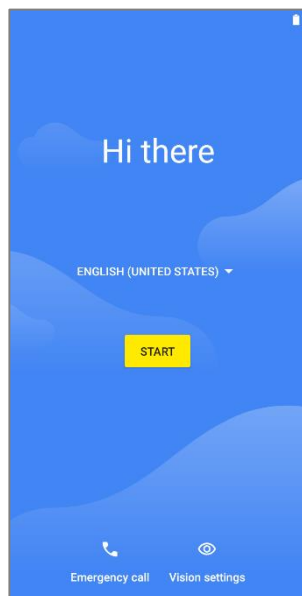 Hi there
ENGLISH (UNITED STATES)
START
Emergency call Vision settings